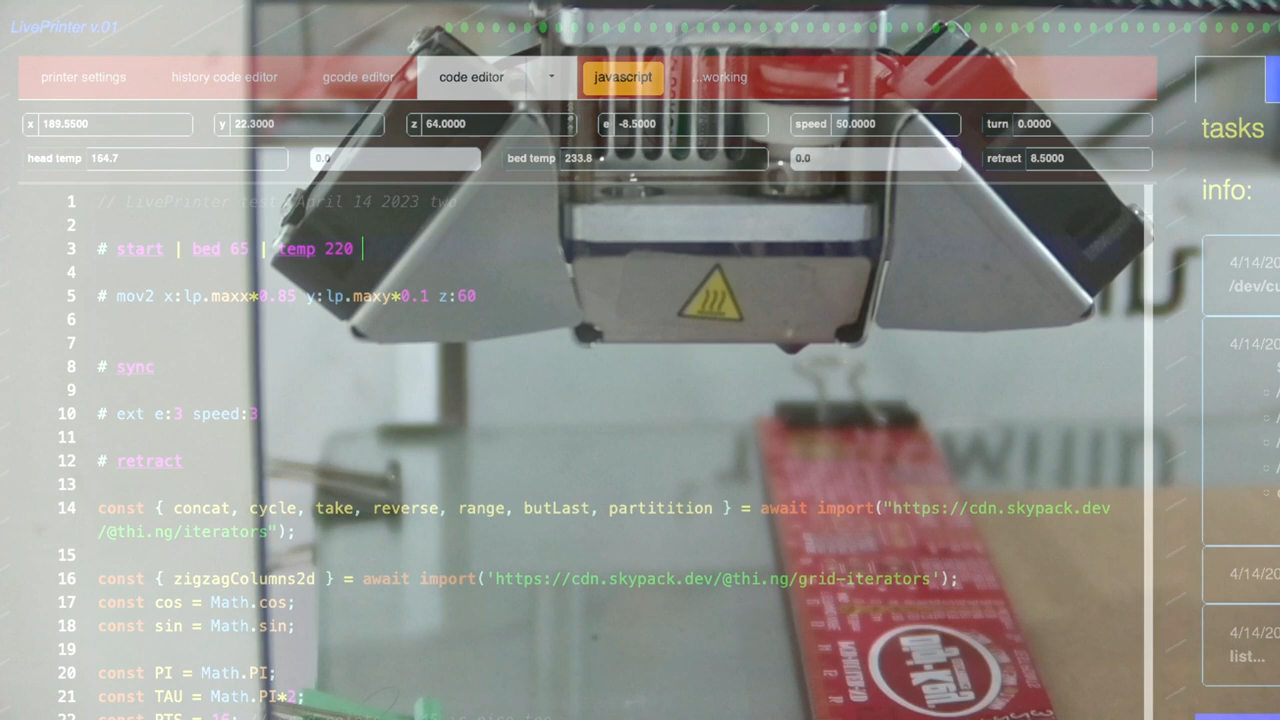 LivePrinter v.01
printer settings history code editor gcode editor code editor javascript ...working
x 189.5500 y 22.3000 z 64.0000 e -8.5000 speed 50.0000 turn 0.0000
head temp 164.7 0.0 bed temp 233.8 0.0 retract 8.5000
tasks
info:
1 // LivePrinter test April 14 2023 two
2
3 # start | bed 65 | temp 220
4
5 # mov2 x:lp.maxx*0.85 y:lp.maxy*0.1 z:60
6
7
8 # sync
9
10 # ext e:3 speed:3
11
12 # retract
13
14 const { concat, cycle, take, reverse, range, butLast, partitition } = await import("https://cdn.skypack.dev
/@thi.ng/iterators");
15
16 const { zigzagColumns2d } = await import('https://cdn.skypack.dev/@thi.ng/grid-iterators');
17 const cos = Math.cos;
18 const sin = Math.sin;
19
20 const PI = Math.PI;
21 const TAU = Math.PI*2;
22 const PTS = 16;
4/14/20
/dev/cu
4/14/20
4/14/20
4/14/20
list...